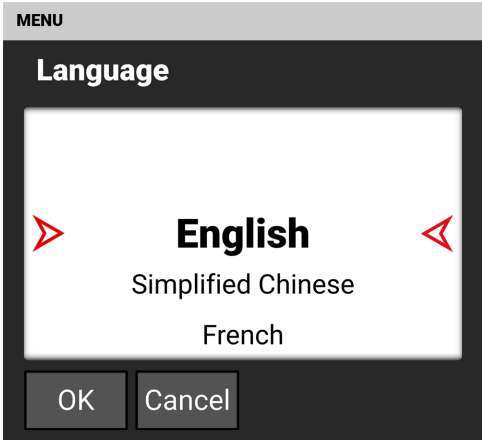 MENU
Language
English
Simplified Chinese
French
OK
Cancel